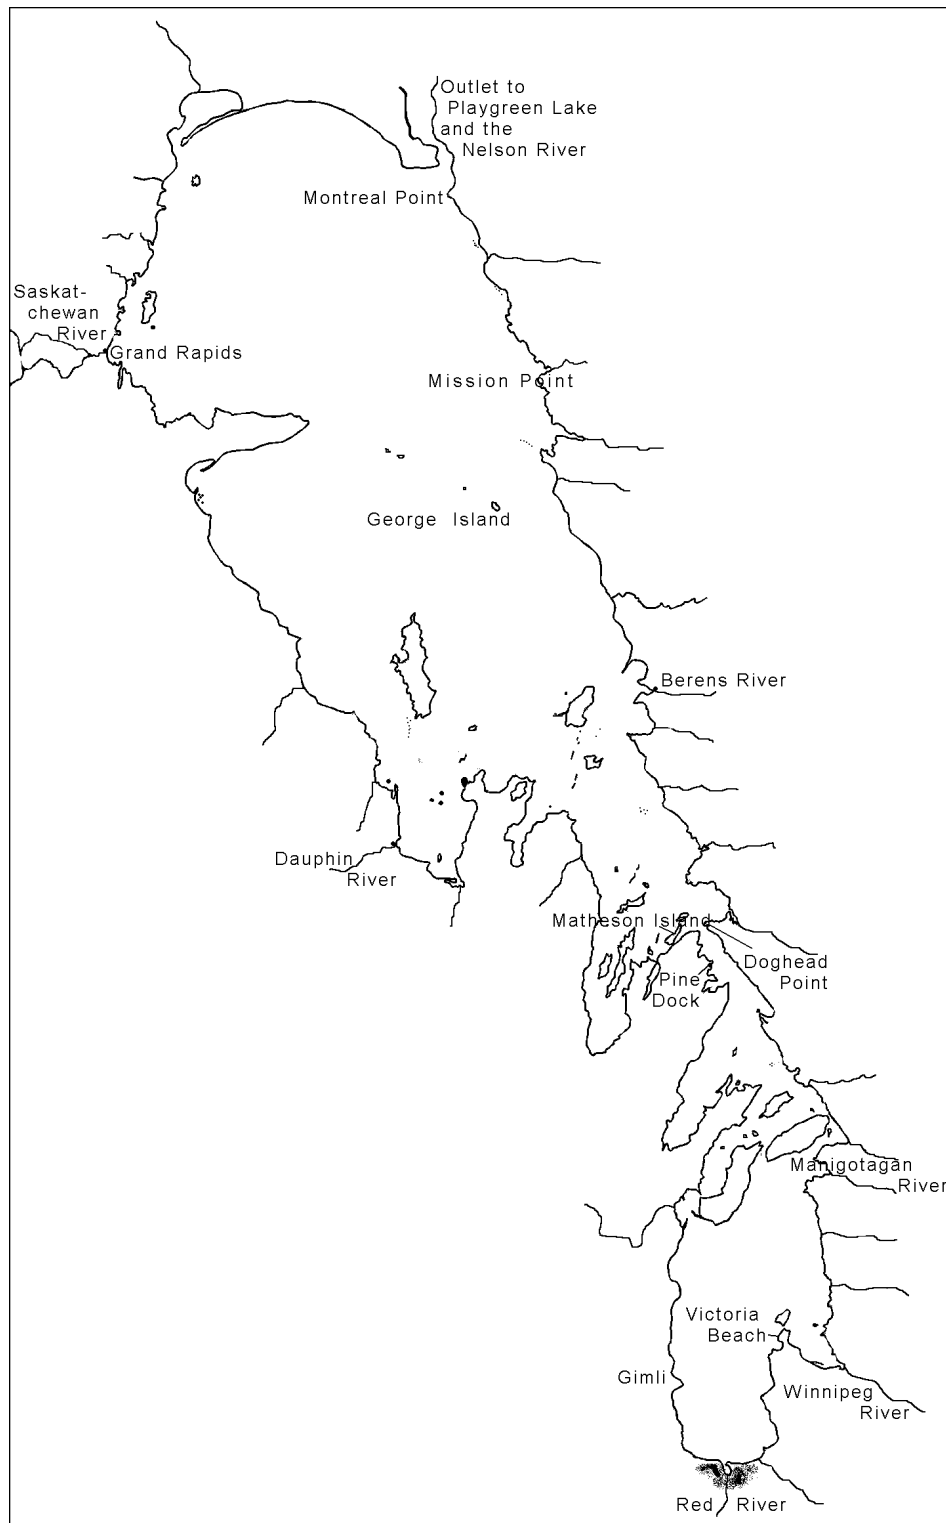 Outlet to
Playgreen Lake
and the
Nelson River
Montreal Point
Saskat-
chewan
River
Grand Rapids
Mission Point
George Island
Berens River
Dauphin
River
Matheson Island
Doghead
Point
Pine
Dock
Manigotagan
River
Victoria
Beach
Gimli
Winnipeg
River
Red River